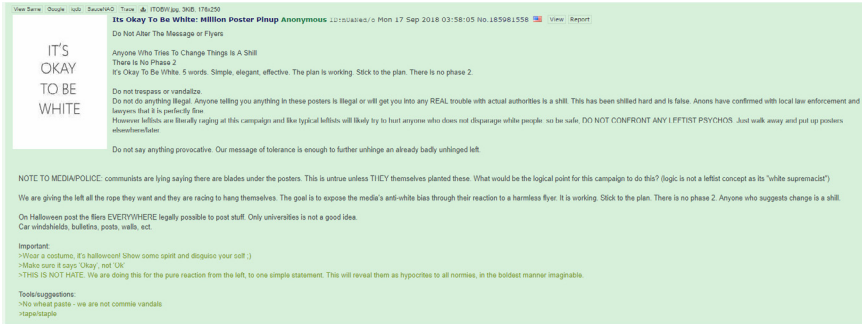 View Same Google iqdb SauceNAO Trace ITOBW.jpg, 3KiB, 176x250
Its Okay To Be White: Million Poster Pinup Anonymous Mon 17 Sep 2018 03:58:05 No.185981558 View Report
IT'S
OKAY
TO BE
WHITE
Do Not Alter The Message or Flyers
Anyone Who Tries To Change Things Is A Shill
There Is No Phase 2
It's Okay To Be White. 5 words. Simple, elegant, effective. The plan is working. Stick to the plan. There is no phase 2.
Do not trespass or vandalize.
Do not do anything illegal. Anyone telling you anything in these posters is illegal or will get you into any REAL trouble with actual authorities is a shill. This has been shilled hard and is false. Anons have confirmed with local law enforcement and
lawyers that it is perfectly fine
However leftists are literally raging at this campaign and like typical leftists will likely try to hurt anyone who does not disparage white people so be safe, DO NOT CONFRONT ANY LEFTIST PSYCHOS. Just walk away and put up posters
elsewhere/later
Do not say anything provocative. Our message of tolerance is enough to further unhinge an already badly unhinged left
NOTE TO MEDIA/POLICE: communists are lying saying there are blades under the posters. This is untrue unless THEY themselves planted these. What would be the logical point for this campaign to do this? (logic is not a leftist concept as its "white supremacist")
We are giving the left all the rope they want and they are racing to hang themselves. The goal is to expose the media's anti-white bias through their reaction to a harmless flyer. It is working. Stick to the plan. There is no phase 2. Anyone who suggests change is a shill.
On Halloween post the fliers EVERYWHERE legally possible to post stuff. Only universities is not a good idea.
Car windshields, bulletins, posts, walls, ect.
Important:
>Wear a costume, it's halloween! Show some spirit and disguise your self ;)
>Make sure it says 'Okay', not 'Ok'
>THIS IS NOT HATE. We are doing this for the pure reaction from the left, to one simple statement. This will reveal them as hypocrites to all normies, in the boldest manner imaginable.
Tools/suggestions:
>No wheat paste - we are not commie vandals
>tape/staple